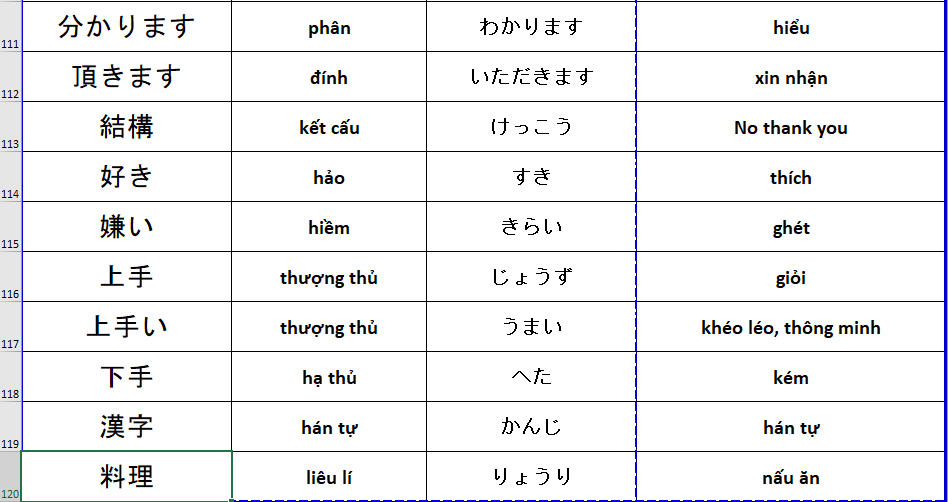 111 分かります phân わかります hiểu
112 頂きます đính いただきます xin nhận
113 結構 kết cấu けっこう No thank you
114 好き hảo すき thích
115 嫌い hiềm きらい ghét
116 上手 thượng thủ じょうず giỏi
117 上手い thượng thủ うまい khéo léo, thông minh
118 下手 hạ thủ へた kém
119 漢字 hán tự かんじ hán tự
120 料理 liêu lí りょうり nấu ăn